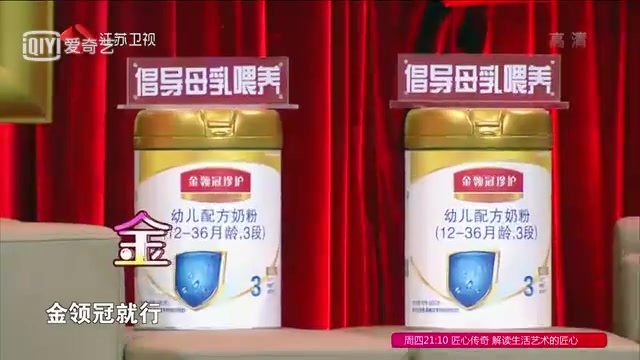 iQIYI 爱奇艺
江苏卫视
高清
倡导母乳喂养
倡导母乳喂养
金领冠珍护
幼儿配方奶粉
(12-36月龄,3段)
3
金领冠珍护
幼儿配方奶粉
(12-36月龄,3段)
3
金
金领冠就行
周四21:10 匠心传奇 解读生活艺术的匠心